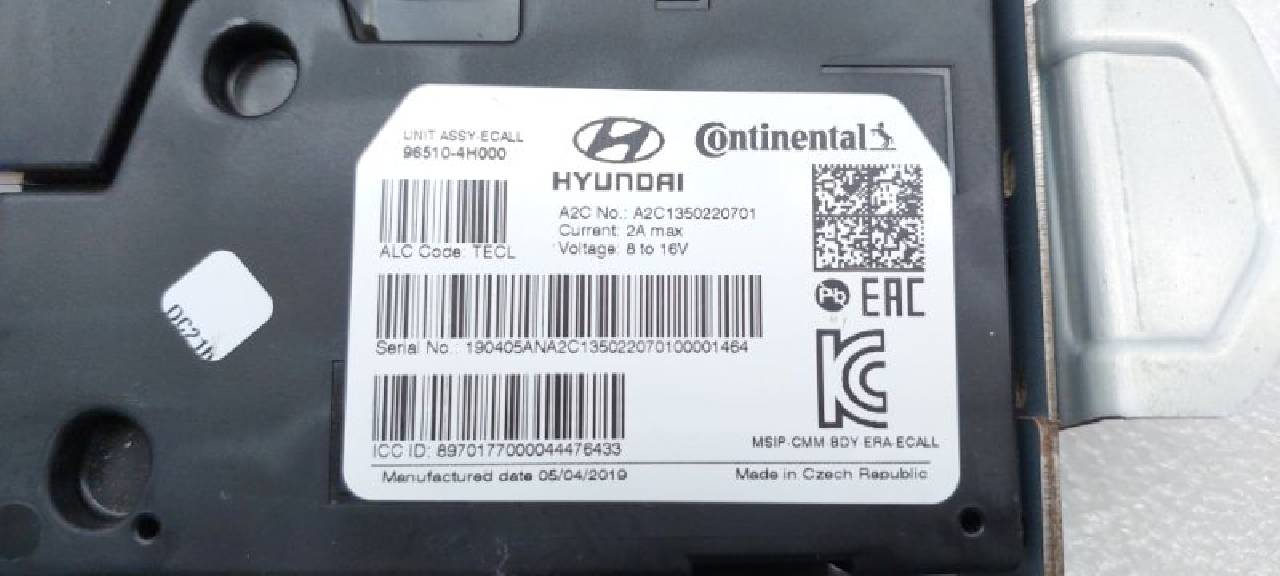 UNIT ASSY-ECALL
96510-4H000
HYUNDAI
Continental
A2C No.: A2C1350220701
Current: 2A max
Voltage: 8 to 16V
ALC Code: TECL
Pb
EAC
Serial No.: 190405ANA2C135022070100001464
KC
ICC ID: 8970177000044476433
MSIP-CMM-BDY-ERA-ECALL
Manufactured date 05/04/2019
Made in Czech Republic